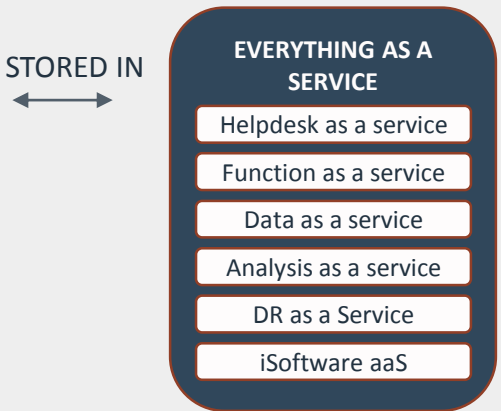 STORED IN
EVERYTHING AS A
SERVICE
Helpdesk as a service
Function as a service
Data as a service
Analysis as a service
DR as a Service
iSoftware aaS